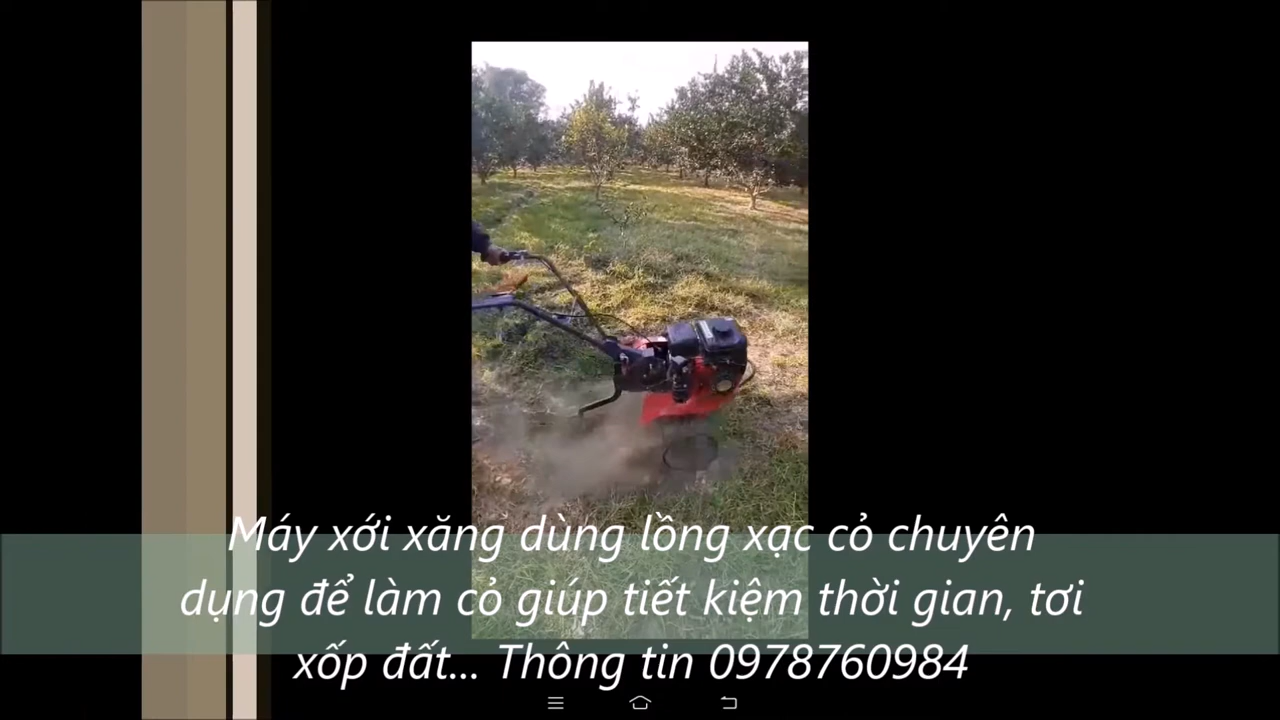 Máy xới xăng dùng lồng xạc cỏ chuyên
dụng để làm cỏ giúp tiết kiệm thời gian, tơi
xốp đất... Thông tin 0978760984